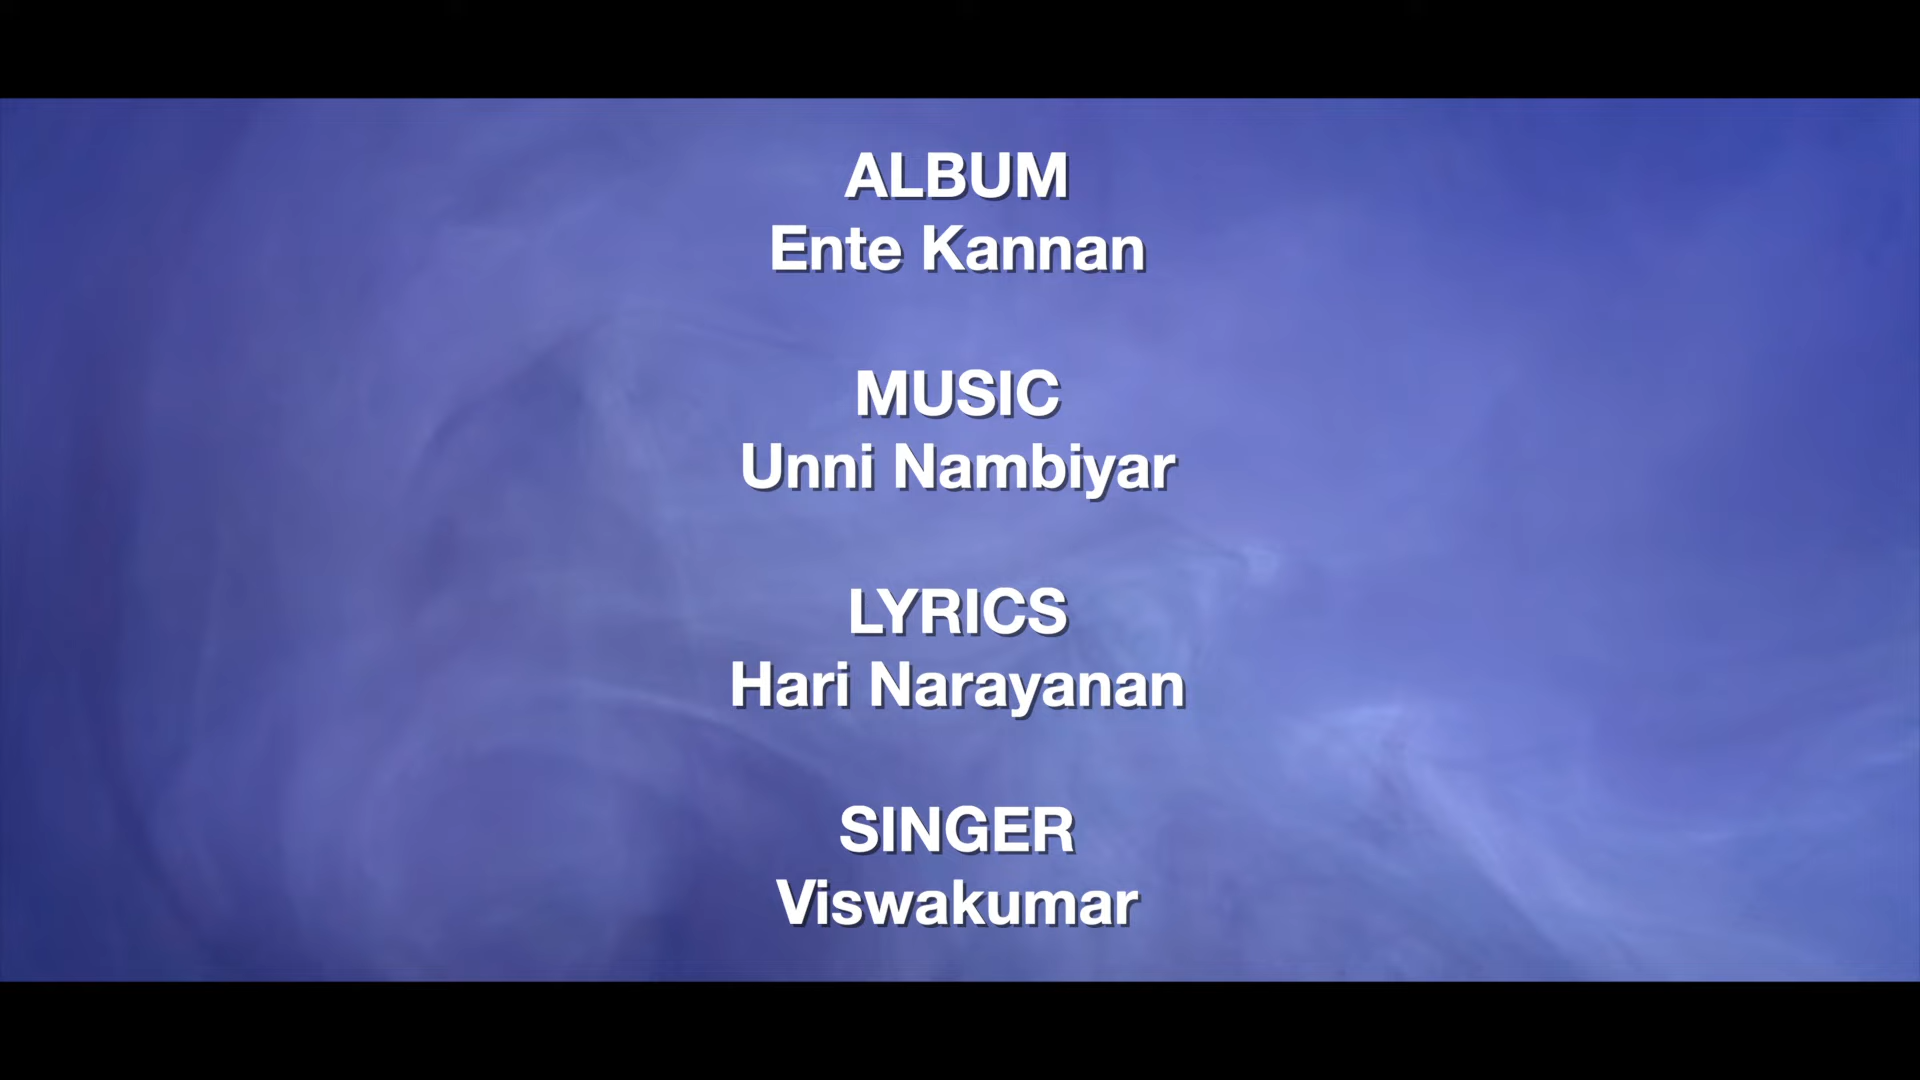 ALBUM
Ente Kannan
MUSIC
Unni Nambiyar
LYRICS
Hari Narayanan
SINGER
Viswakumar